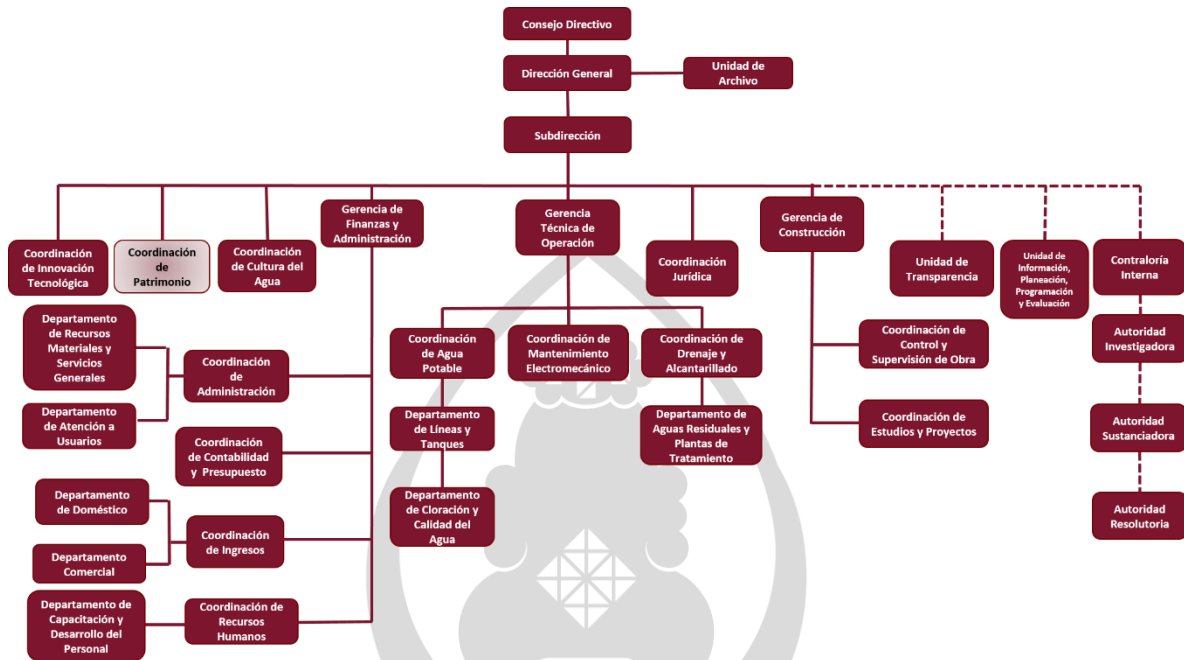 Consejo Directivo
Dirección General
Unidad de
Archivo
Subdirección
Coordinación
de Innovación
Tecnológica
Coordinación
de
Patrimonio
Coordinación
de Cultura del
Agua
Gerencia de
Finanzas y
Administración
Gerencia
Técnica de
Operación
Coordinación
Jurídica
Gerencia de
Construcción
Unidad de
Transparencia
Unidad de
Información,
Planeación,
Programación
y Evaluación
Contraloría
Interna
Departamento
de Recursos
Materiales y
Servicios
Generales
Departamento
de Atención a
Usuarios
Coordinación
de
Administración
Coordinación
de Contabilidad
y Presupuesto
Departamento
de Doméstico
Departamento
Comercial
Coordinación
de Ingresos
Departamento de
Capacitación y
Desarrollo del
Personal
Coordinación de
Recursos
Humanos
Coordinación
de Agua
Potable
Departamento
de Líneas y
Tanques
Departamento
de Cloración y
Calidad del
Agua
Coordinación de
Mantenimiento
Electromecánico
Coordinación de
Drenaje y
Alcantarillado
Departamento de
Aguas Residuales y
Plantas de
Tratamiento
Coordinación de
Control y
Supervisión de Obra
Coordinación de
Estudios y Proyectos
Autoridad
Investigadora
Autoridad
Sustanciadora
Autoridad
Resolutoria